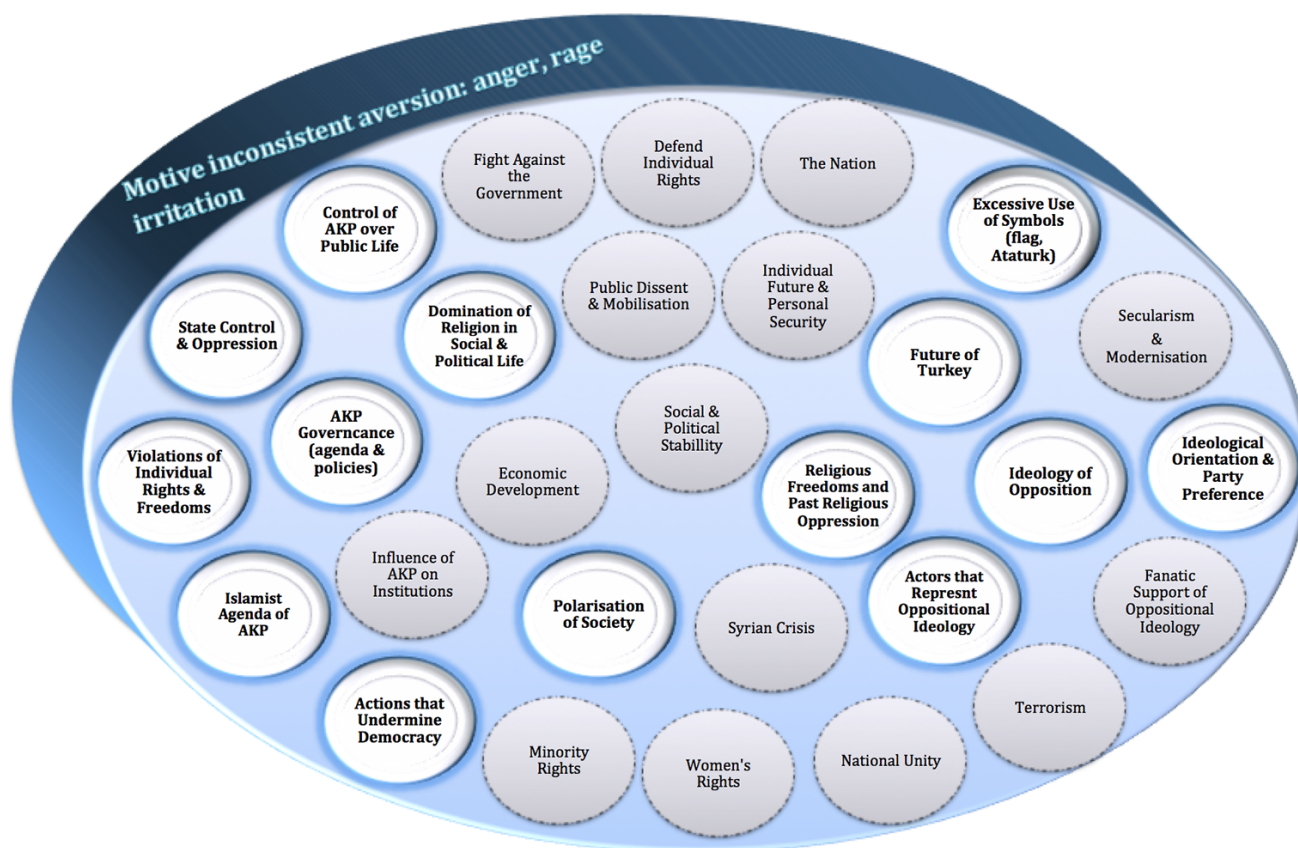 Motive inconsistent aversion: anger, rage
irritation
Fight Against
the
Government
Defend
Individual
Rights
The Nation
Control of
AKP over
Public Life
Excessive Use
of Symbols
(flag,
Ataturk)
State Control
& Oppression
Domination of
Religion in
Social &
Political Life
Public Dissent
& Mobilisation
Individual
Future &
Personal
Security
Future of
Turkey
Secularism
&
Modernisation
Violations of
Individual
Rights &
Freedoms
AKP
Governcance
(agenda &
policies)
Economic
Development
Social &
Political
Stabillity
Religious
Freedoms and
Past Religious
Oppression
Ideology of
Opposition
Ideological
Orientation &
Party
Preference
Islamist
Agenda of
AKP
Influence of
AKP on
Institutions
Polarisation
of Society
Syrian Crisis
Actors that
Represnt
Oppositional
Ideology
Fanatic
Support of
Oppositional
Ideology
Actions that
Undermine
Democracy
Minority
Rights
Women's
Rights
National Unity
Terrorism